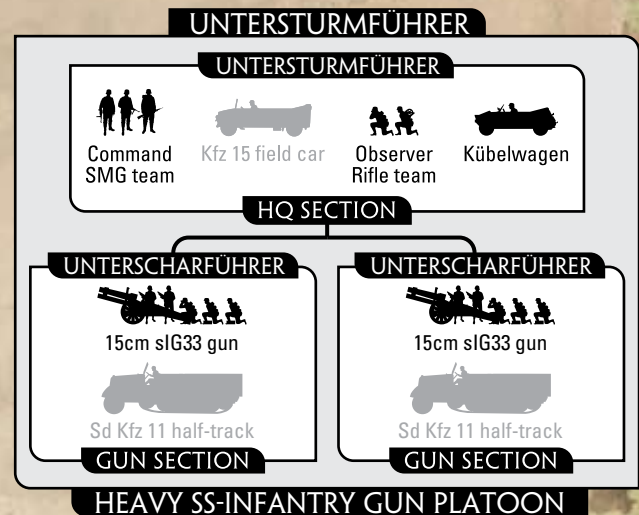 UNTERSTURMFÜHRER
UNTERSTURMFÜHRER
Command
SMG team
Kfz 15 field car
Observer
Rifle team
Kübelwagen
HQ SECTION
UNTERSCHARFÜHRER
15cm sIG33 gun
Sd Kfz 11 half-track
GUN SECTION
UNTERSCHARFÜHRER
15cm sIG33 gun
Sd Kfz 11 half-track
GUN SECTION
HEAVY SS-INFANTRY GUN PLATOON